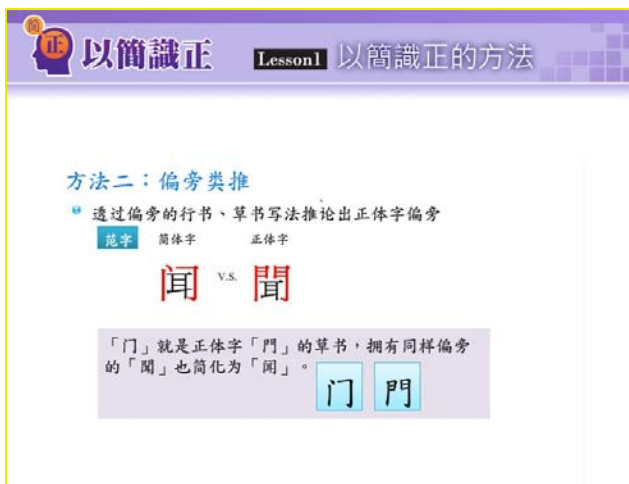 简
正
以簡識正 Lesson1 以簡識正的方法
方法二：偏旁类推
透过偏旁的行书、草书写法推论出正体字偏旁
范字 简体字 正体字
闻 V.S. 聞
「门」就是正体字「門」的草书，拥有同样偏旁
的「聞」也简化为「闻」。
门 門